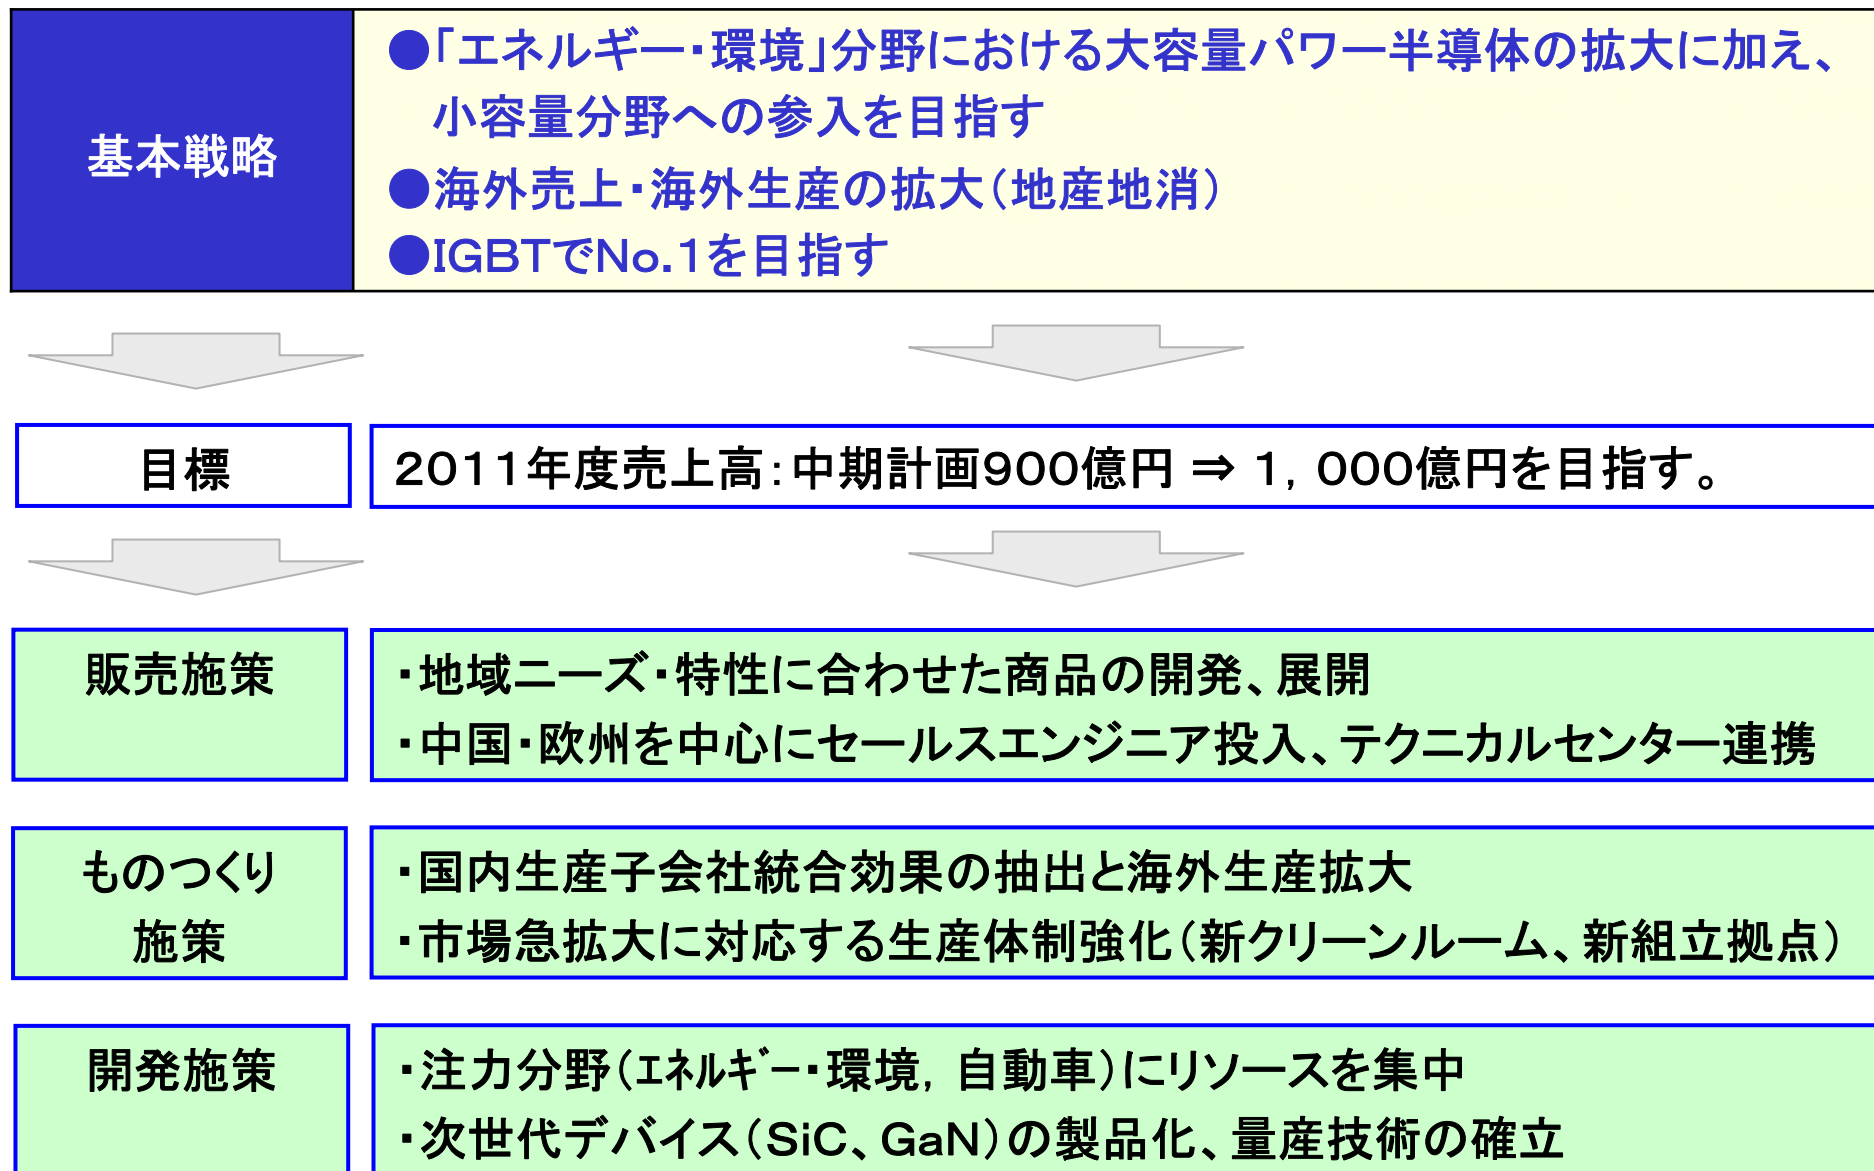 基本戦略
●「エネルギー・環境」分野における大容量パワー半導体の拡大に加え、
小容量分野への参入を目指す
●海外売上・海外生産の拡大（地産地消）
●IGBTでNo.1を目指す
目標
2011年度売上高：中期計画900億円 ⇒ 1，000億円を目指す。
販売施策
・地域ニーズ・特性に合わせた商品の開発、展開
・中国・欧州を中心にセールスエンジニア投入、テクニカルセンター連携
ものつくり
施策
・国内生産子会社統合効果の抽出と海外生産拡大
・市場急拡大に対応する生産体制強化（新クリーンルーム、新組立拠点）
開発施策
・注力分野（ｴﾈﾙｷﾞｰ・環境，自動車）にリソースを集中
・次世代デバイス（SiC、GaN）の製品化、量産技術の確立